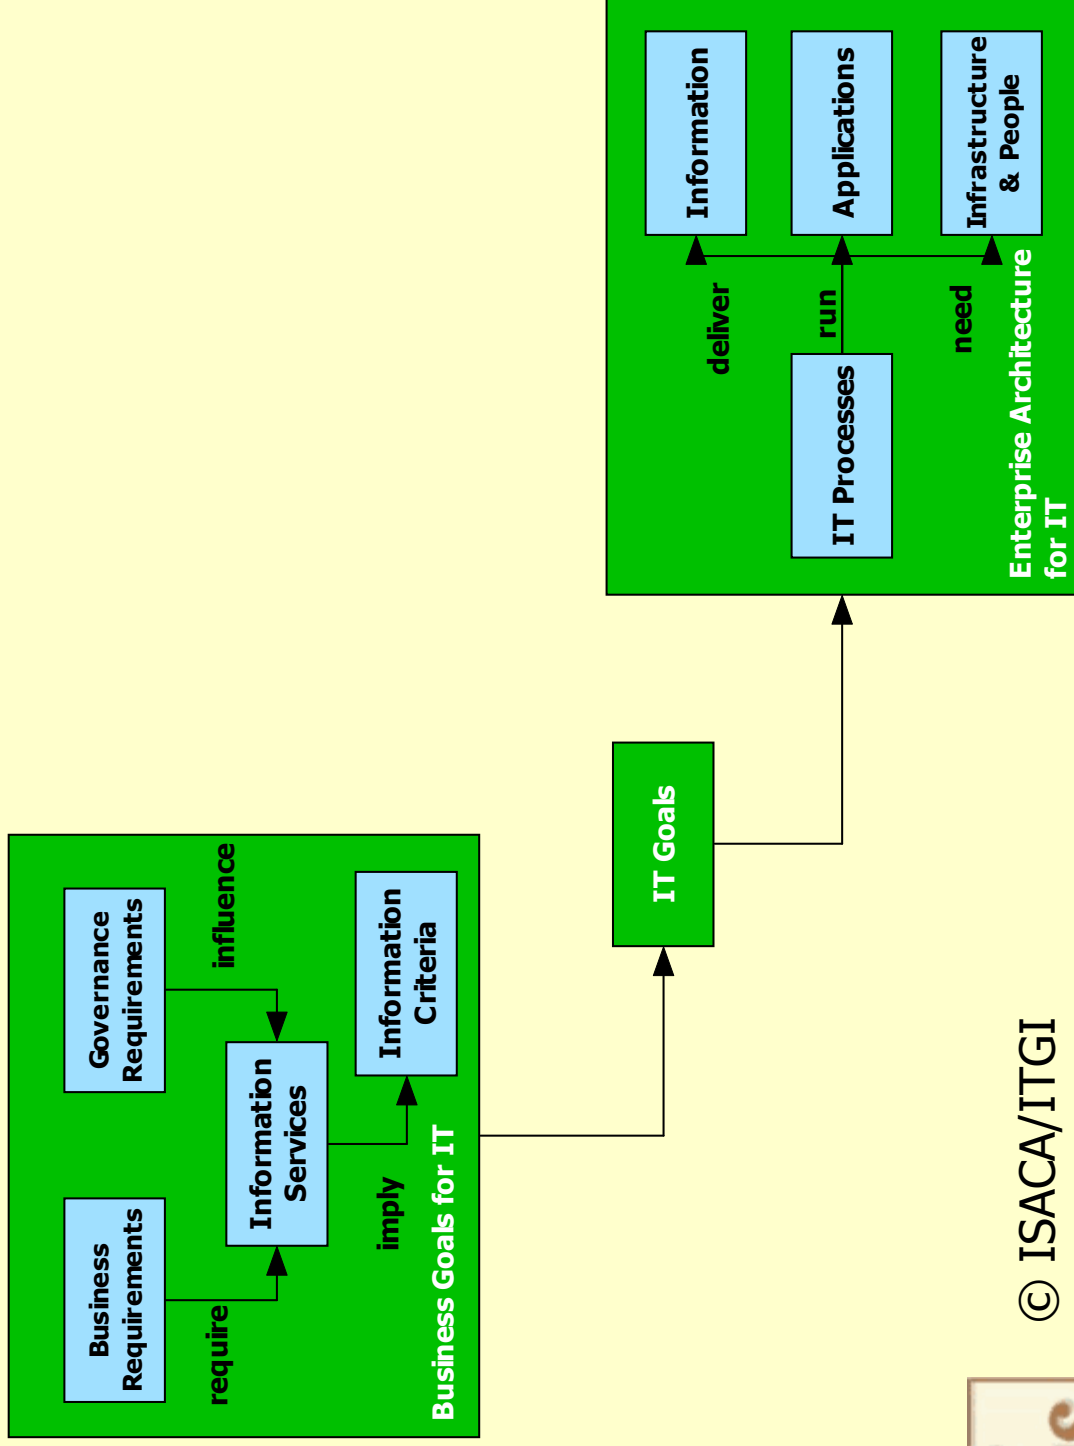 Business
Requirements
Governance
Requirements
require
influence
Information
Services
imply
Information
Criteria
Business Goals for IT
IT Goals
Information
deliver
IT Processes
run
Applications
need
Infrastructure
& People
Enterprise Architecture
for IT
© ISACA/ITGI